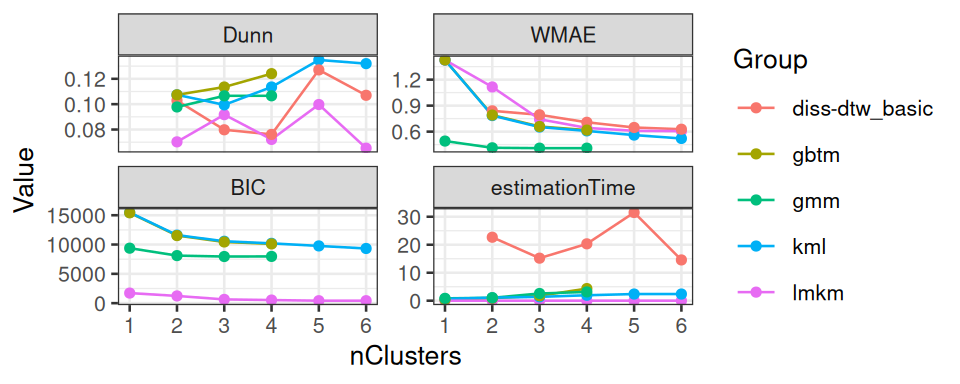 Dunn
WMAE
0.12
0.10
0.08
1.2
0.9
0.6
BIC
estimationTime
15000
10000
5000
0
30
20
10
0
1 2 3 4 5 6
1 2 3 4 5 6
nClusters
Value
Group
diss-dtw_basic
gbtm
gmm
kml
lmkm